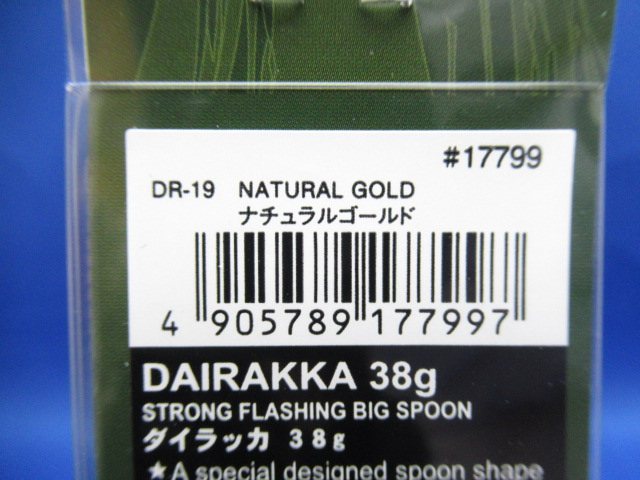 #17799
DR-19 NATURAL GOLD
ナチュラルゴールド
4 905789 177997
DAIRAKKA 38g
STRONG FLASHING BIG SPOON
ダイラッカ 38g
★A special designed spoon shape